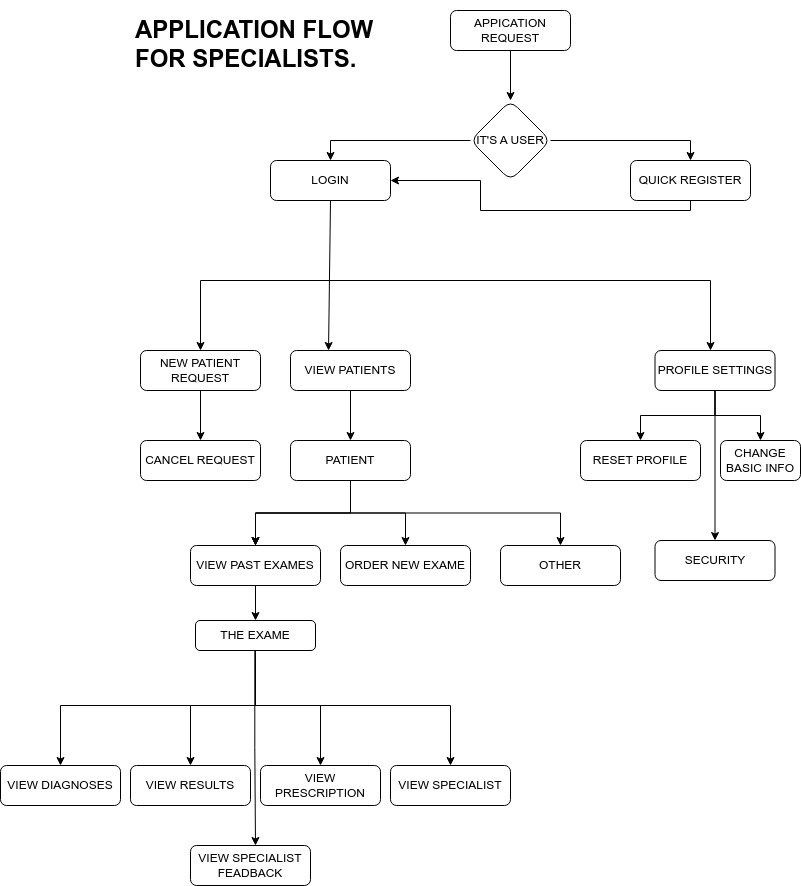 APPLICATION FLOW
FOR SPECIALISTS.
APPICATION
REQUEST
IT'S A USER
LOGIN
QUICK REGISTER
NEW PATIENT
REQUEST
VIEW PATIENTS
PROFILE SETTINGS
CANCEL REQUEST
PATIENT
RESET PROFILE
CHANGE
BASIC INFO
VIEW PAST EXAMES
ORDER NEW EXAME
OTHER
SECURITY
THE EXAME
VIEW DIAGNOSES
VIEW RESULTS
VIEW
PRESCRIPTION
VIEW SPECIALIST
VIEW SPECIALIST
FEADBACK